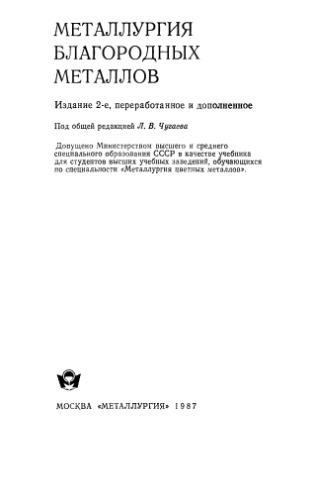 МЕТАЛЛУРГИЯ
БЛАГОРОДНЫХ
МЕТАЛЛОВ
Издание 2-е, переработанное и дополненное
Под общей редакцией Л. В. Чугаева
Допущено Министерством высшего и среднего
специального образования СССР в качестве учебника
для студентов высших учебных заведений, обучающихся
по специальности «Металлургия цветных металлов».
МОСКВА «МЕТАЛЛУРГИЯ» 1987